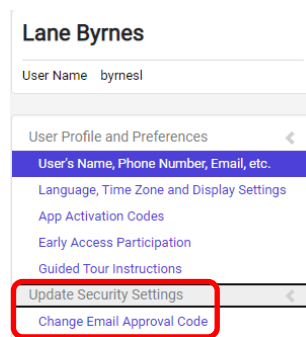 Lane Byrnes
User Name byrnesl
User Profile and Preferences
User's Name, Phone Number, Email, etc.
Language, Time Zone and Display Settings
App Activation Codes
Early Access Participation
Guided Tour Instructions
Update Security Settings
Change Email Approval Code